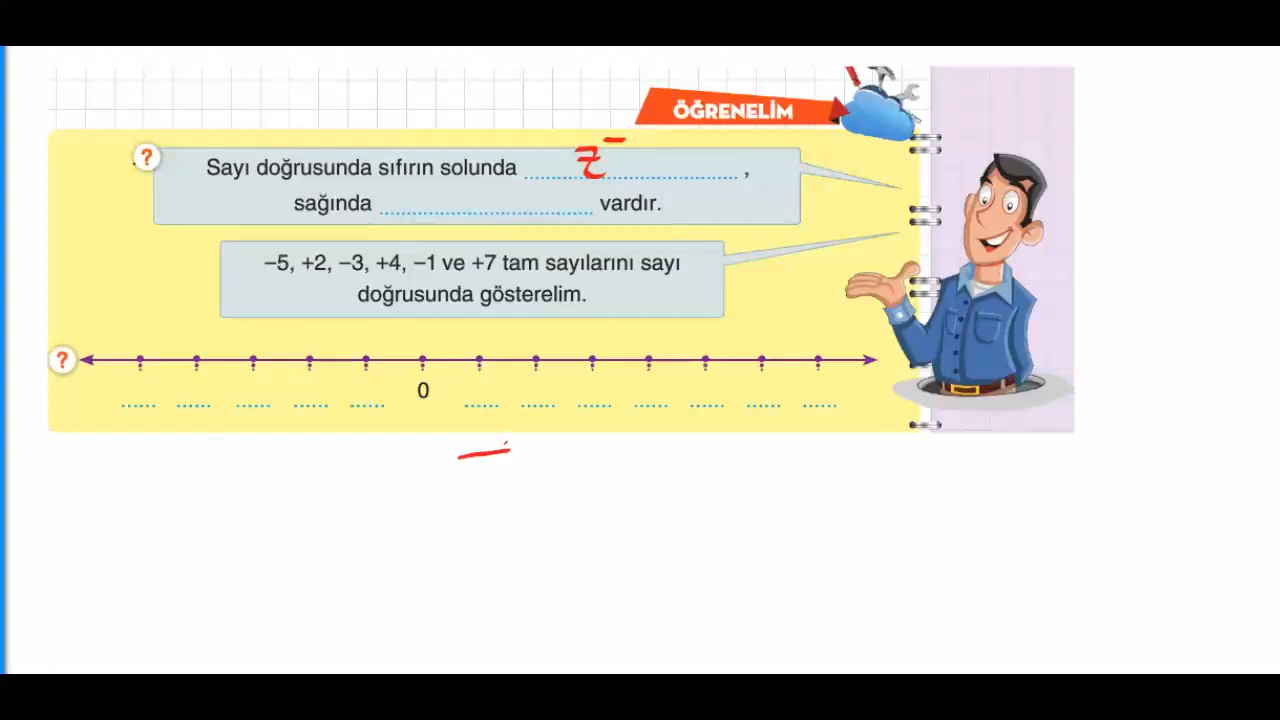 ÖĞRENELİM
?
Sayı doğrusunda sıfırın solunda ........ Z⁻ ........ ,
sağında ........................ vardır.
–5, +2, –3, +4, –1 ve +7 tam sayılarını sayı
doğrusunda gösterelim.
?
0
...... ...... ...... ...... ...... ...... ...... ...... ...... ...... ...... ......